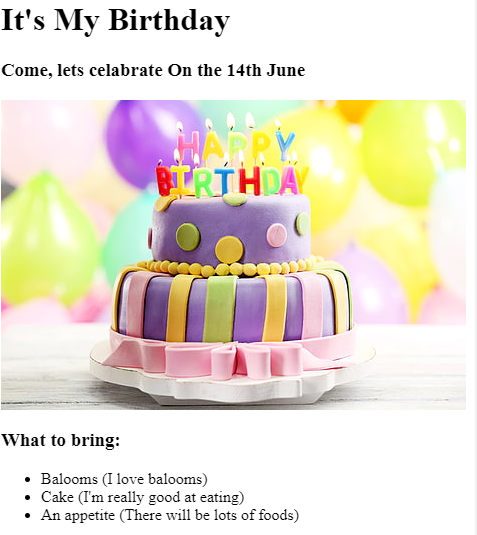 It's My Birthday
Come, lets celabrate On the 14th June
HAPPY
BIRTHDAY
What to bring:
Balooms (I love balooms)
Cake (I'm really good at eating)
An appetite (There will be lots of foods)